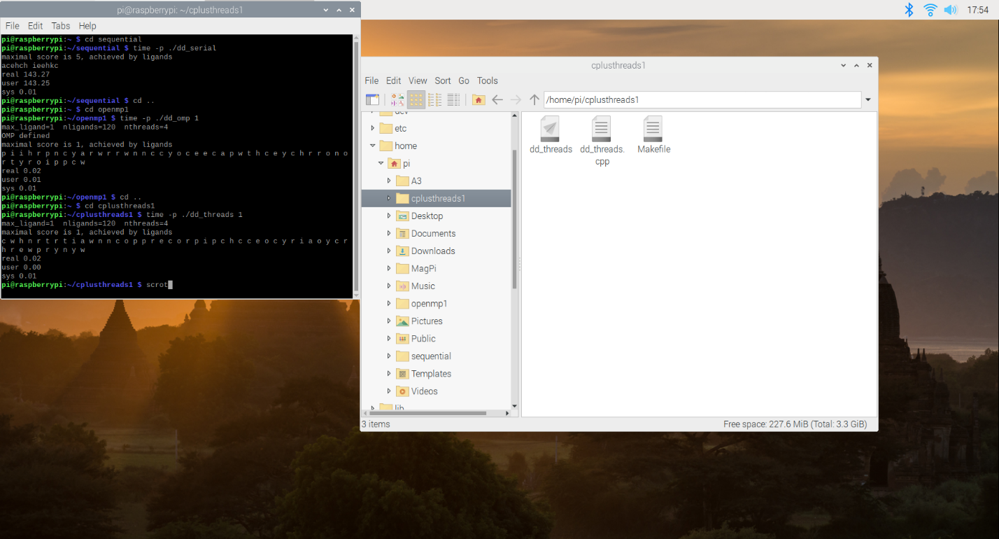 pi@raspberrypi: ~/cplusthreads1
File Edit Tabs Help
pi@raspberrypi:~ $ cd sequential
pi@raspberrypi:~/sequential $ time -p ./dd_serial
maximal score is 5, achieved by ligands
acehch ieehkc
real 143.27
user 143.25
sys 0.01
pi@raspberrypi:~/sequential $ cd ..
pi@raspberrypi:~ $ cd openmp1
pi@raspberrypi:~/openmp1 $ time -p ./dd_omp 1
max_ligand=1  nligands=120  nthreads=4
OMP defined
maximal score is 1, achieved by ligands
p i i h r p n c y a r w r r w n n c c y o c e e c a p w t h c e y c h r r o n o
r t y r o i p p c w
real 0.02
user 0.01
sys 0.01
pi@raspberrypi:~/openmp1 $ cd ..
pi@raspberrypi:~ $ cd cplusthreads1
pi@raspberrypi:~/cplusthreads1 $ time -p ./dd_threads 1
max_ligand=1  nligands=120  nthreads=4
maximal score is 1, achieved by ligands
c w h n r t r t i a w n n c o p p r e c o r p i p c h c c e o c y r i a o y c r
h r e w p r y n y w
real 0.02
user 0.00
sys 0.01
pi@raspberrypi:~/cplusthreads1 $ scrot
17:54
cplusthreads1
File Edit View Sort Go Tools
/home/pi/cplusthreads1
dev
etc
home
pi
A3
cplusthreads1
Desktop
Documents
Downloads
MagPi
Music
openmp1
Pictures
Public
sequential
Templates
Videos
lib
dd_threads
dd_threads.
cpp
Makefile
3 items
Free space: 227.6 MiB (Total: 3.3 GiB)